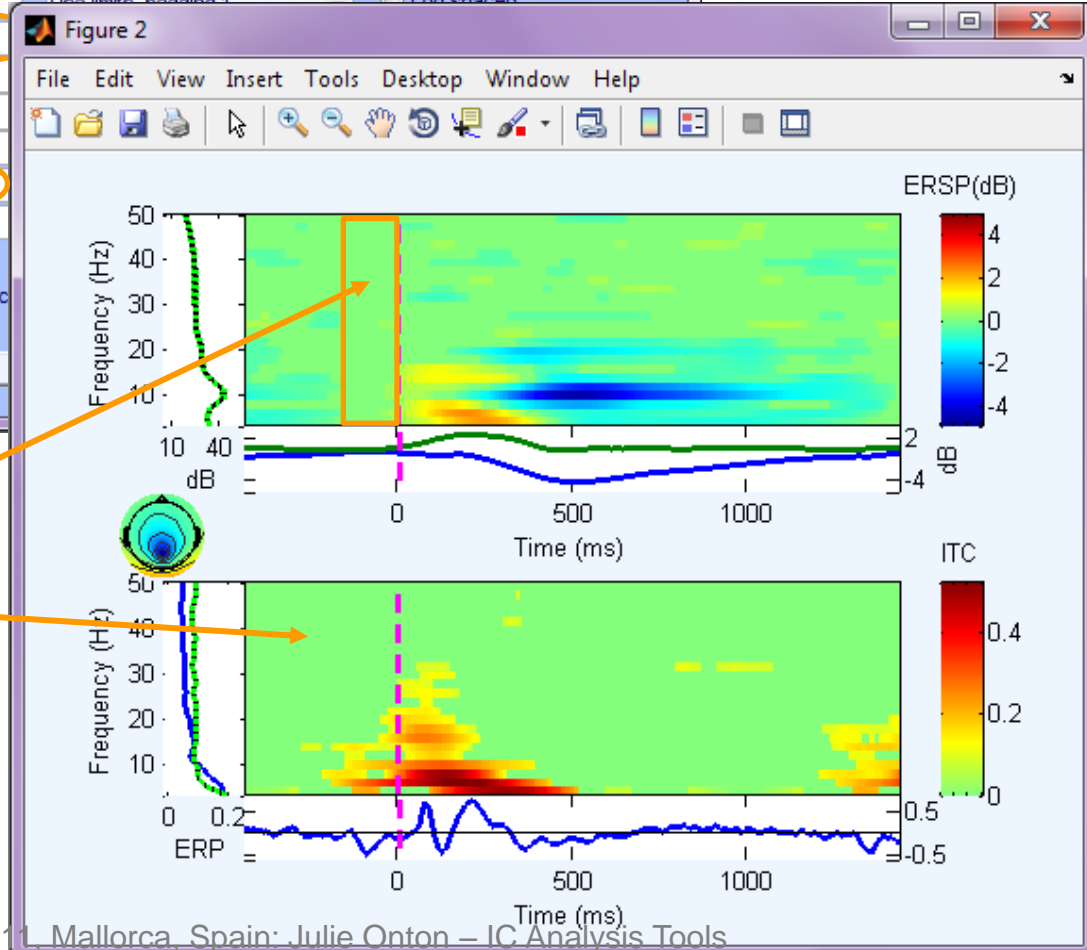 Figure 2
File Edit View Insert Tools Desktop Window Help
ERSP(dB)
50
40
30
20
10
Frequency (Hz)
4
2
0
-2
-4
10 40
dB
2
-4
dB
0 500 1000
Time (ms)
ITC
50
40
30
20
10
Frequency (Hz)
0.4
0.2
0
0 0.2
ERP
0.5
-0.5
0 500 1000
Time (ms)
Mallorca, Spain: Julie Onton – IC Analysis Tools